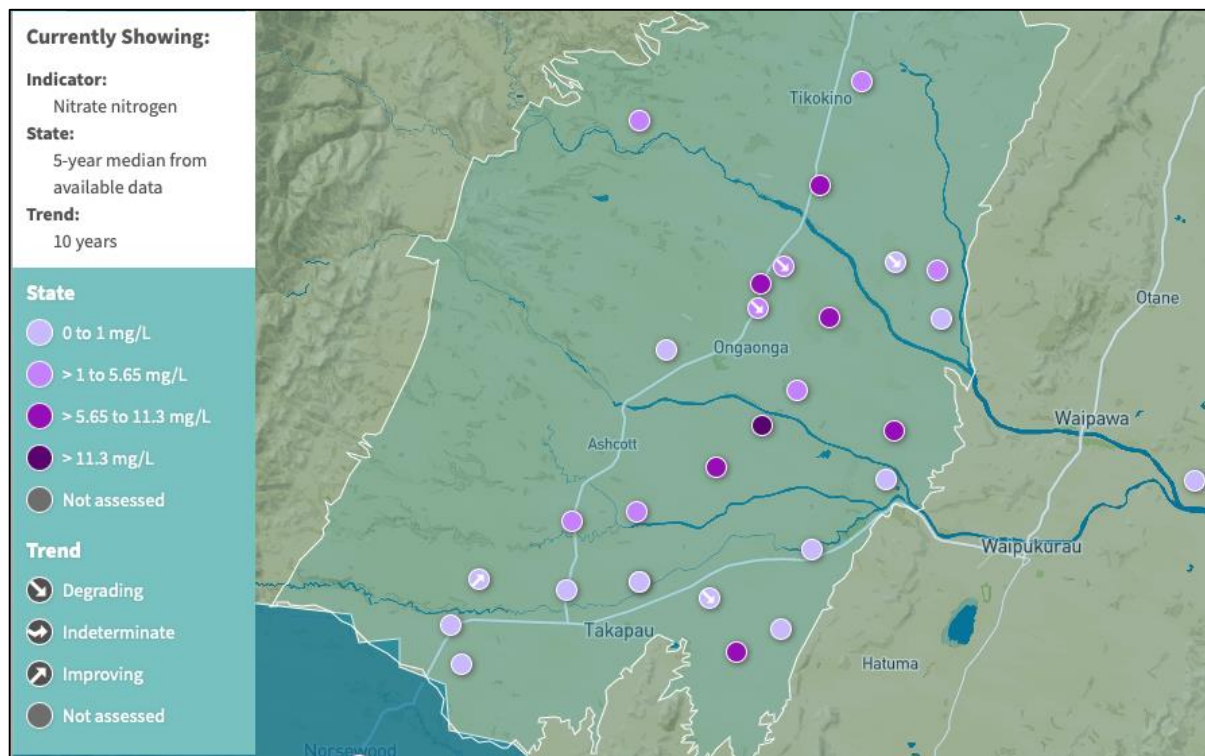 Currently Showing:
Indicator:
Nitrate nitrogen
State:
5-year median from
available data
Trend:
10 years
State
0 to 1 mg/L
> 1 to 5.65 mg/L
> 5.65 to 11.3 mg/L
> 11.3 mg/L
Not assessed
Trend
Degrading
Indeterminate
Improving
Not assessed
Tikokino
Otane
Ongaonga
Waipawa
Ashcott
Waipukurau
Takapau
Hatuma
Norsewood